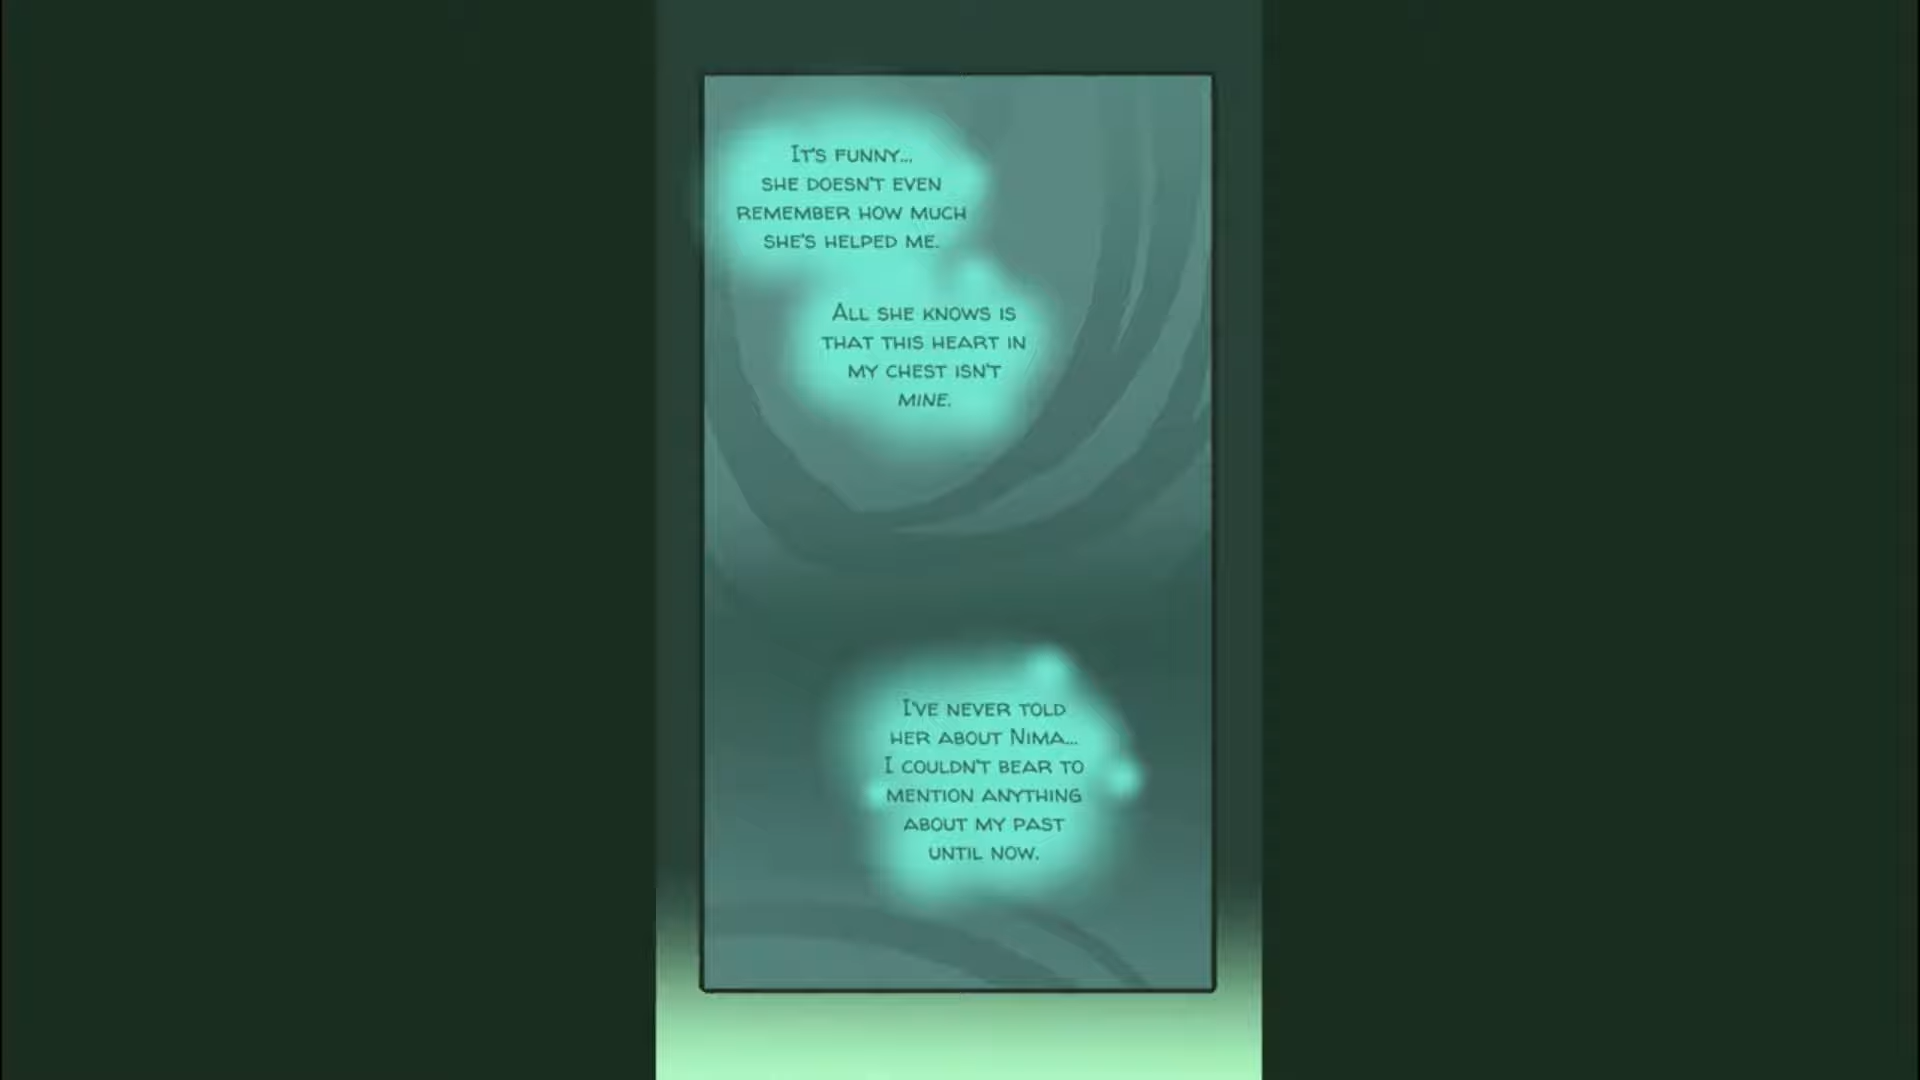 It's funny...
she doesn't even
remember how much
she's helped me.
All she knows is
that this heart in
my chest isn't
mine.
I've never told
her about Nima...
I couldn't bear to
mention anything
about my past
until now.